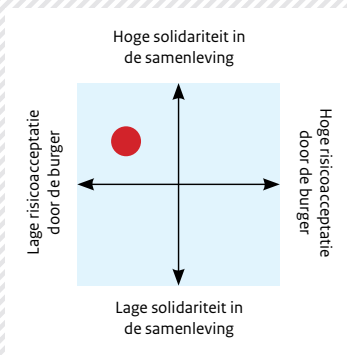 Hoge solidariteit in
de samenleving
Lage risicoacceptatie
door de burger
Hoge risicoacceptatie
door de burger
Lage solidariteit in
de samenleving